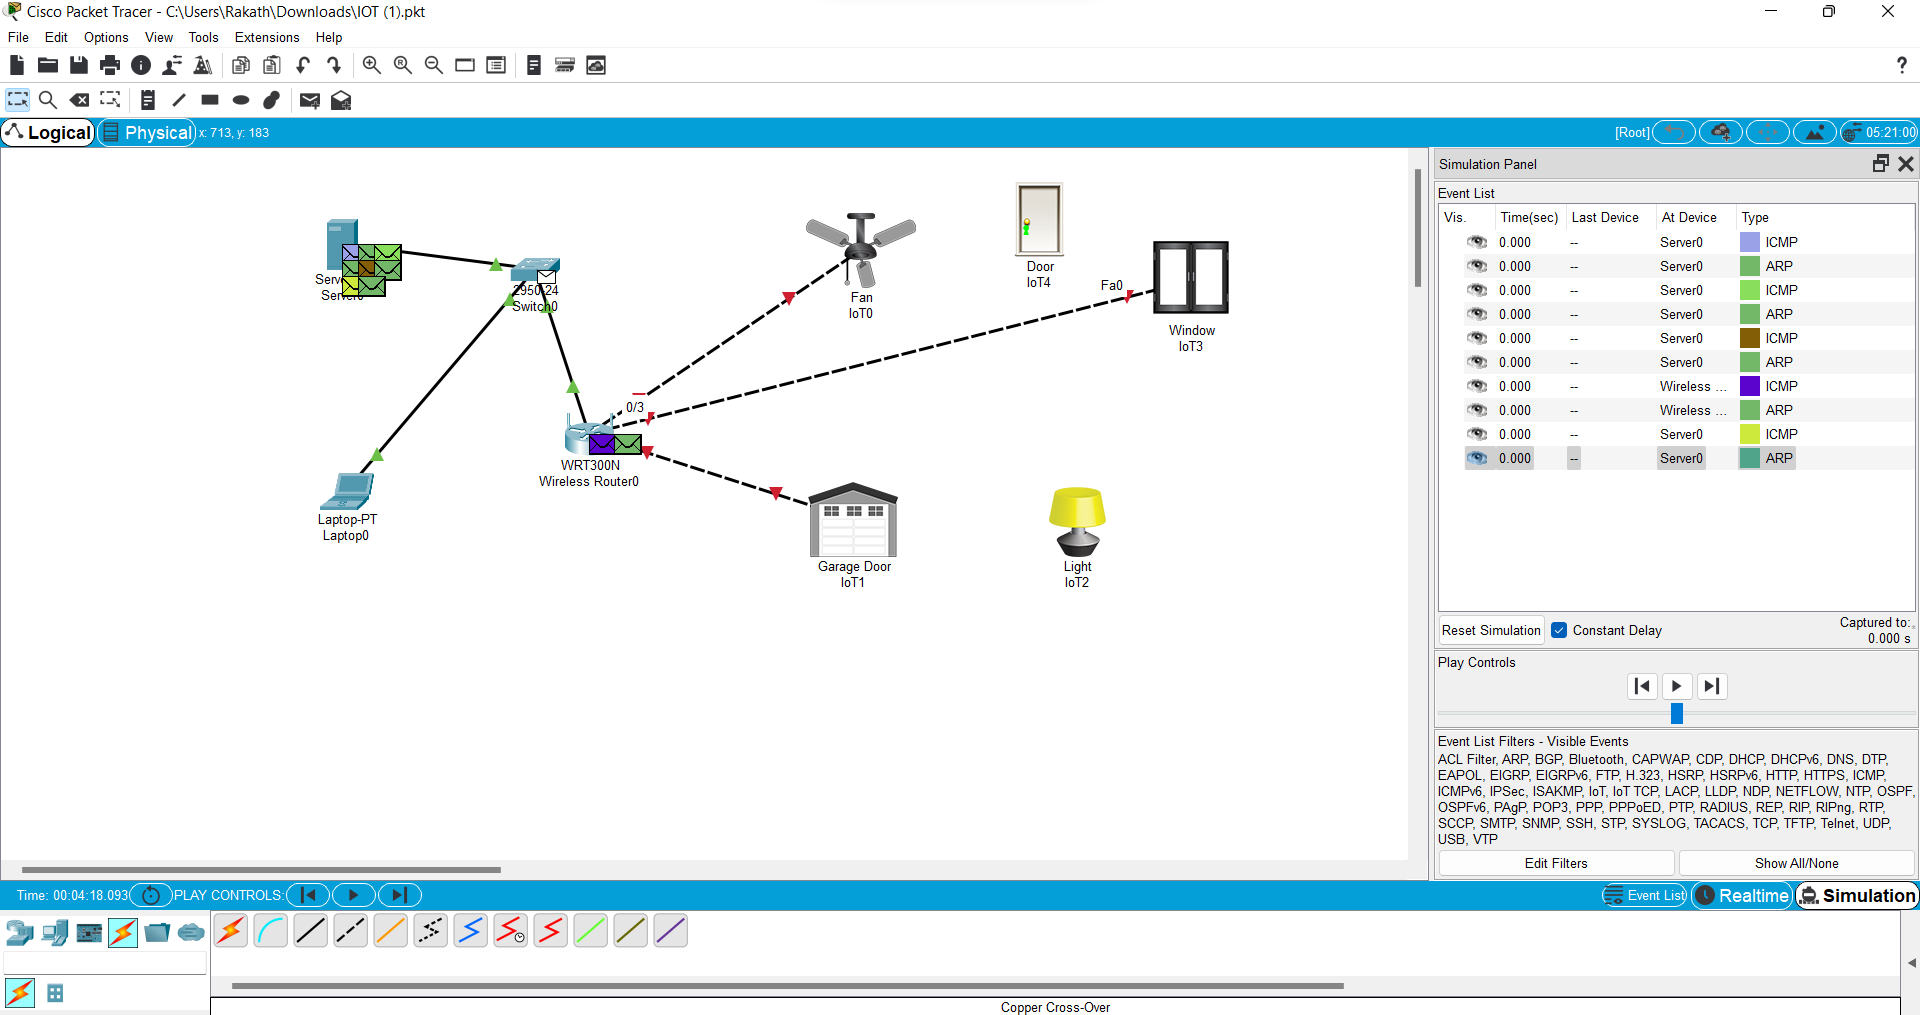 Cisco Packet Tracer - C:\Users\Rakath\Downloads\IOT (1).pkt
File Edit Options View Tools Extensions Help
?
Logical Physical x: 713, y: 183 [Root] 05:21:00
Simulation Panel
Event List
Vis. Time(sec) Last Device At Device Type
0.000 -- Server0 ICMP
0.000 -- Server0 ARP
0.000 -- Server0 ICMP
0.000 -- Server0 ARP
0.000 -- Server0 ICMP
0.000 -- Server0 ARP
0.000 -- Wireless ... ICMP
0.000 -- Wireless ... ARP
0.000 -- Server0 ICMP
0.000 -- Server0 ARP
2950-24
Switch0
Fan
IoT0
Door
IoT4
Fa0
Window
IoT3
0/3
WRT300N
Wireless Router0
Laptop-PT
Laptop0
Garage Door
IoT1
Light
IoT2
Reset Simulation Constant Delay Captured to:
0.000 s
Play Controls
Event List Filters - Visible Events
ACL Filter, ARP, BGP, Bluetooth, CAPWAP, CDP, DHCP, DHCPv6, DNS, DTP,
EAPOL, EIGRP, EIGRPv6, FTP, H.323, HSRP, HSRPv6, HTTP, HTTPS, ICMP,
ICMPv6, IPSec, ISAKMP, IoT, IoT TCP, LACP, LLDP, NDP, NETFLOW, NTP, OSPF,
OSPFv6, PAgP, POP3, PPP, PPPoED, PTP, RADIUS, REP, RIP, RIPng, RTP,
SCCP, SMTP, SNMP, SSH, STP, SYSLOG, TACACS, TCP, TFTP, Telnet, UDP,
USB, VTP
Edit Filters Show All/None
Time: 00:04:18.093 PLAY CONTROLS: Event List Realtime Simulation
Copper Cross-Over